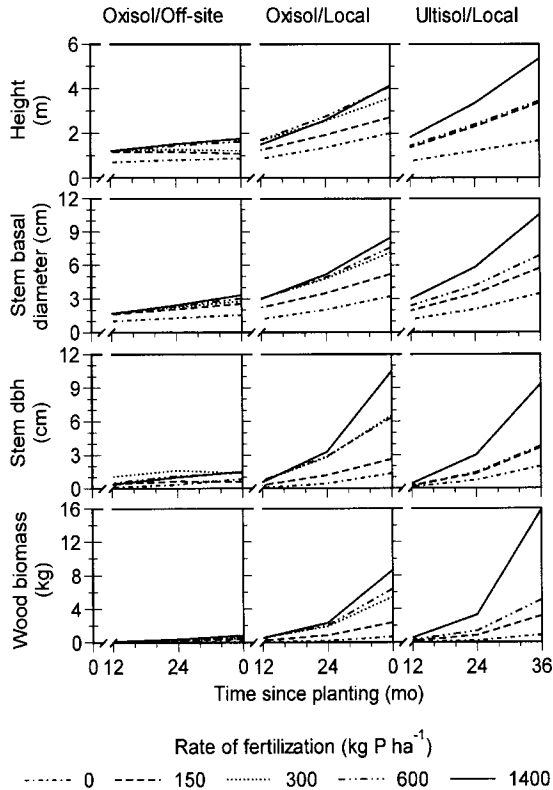 Oxisol/Off-site Oxisol/Local Ultisol/Local
Height
(m)
6
4
2
0
Stem basal
diameter (cm)
12
9
6
3
0
Stem dbh
(cm)
12
9
6
3
0
Wood biomass
(kg)
16
12
8
4
0
0 12 24 0 12 24 0 12 24 36
Time since planting (mo)
Rate of fertilization (kg P ha⁻¹)
0 150 300 600 1400